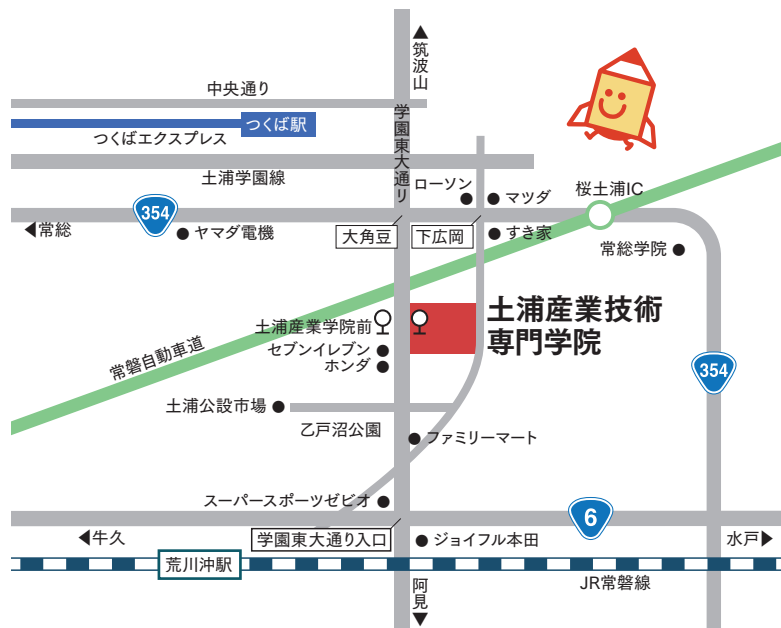 ▲筑波山
中央通り
つくば駅
つくばエクスプレス
学園東大通り
土浦学園線
ローソン
マツダ
桜土浦IC
354
◀常総
ヤマダ電機
大角豆
下広岡
すき家
常総学院
土浦産業技術
専門学院
土浦産業学院前
セブンイレブン
ホンダ
常磐自動車道
354
土浦公設市場
乙戸沼公園
ファミリーマート
スーパースポーツゼビオ
6
◀牛久
学園東大通り入口
ジョイフル本田
水戸▶
荒川沖駅
JR常磐線
阿見▼